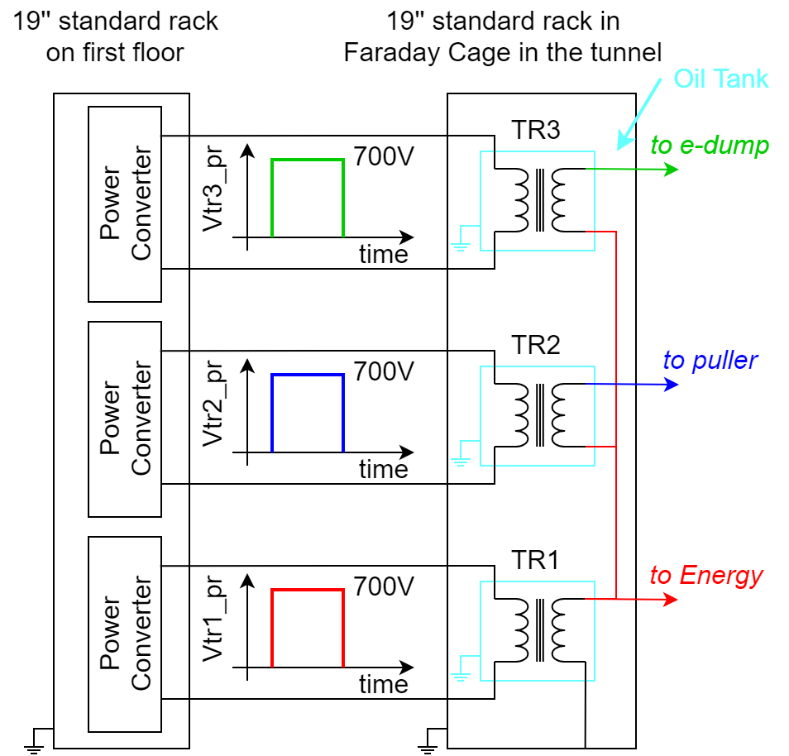 19" standard rack
on first floor
19" standard rack in
Faraday Cage in the tunnel
Oil Tank
Power
Converter
Vtr3_pr
700V
time
TR3
to e-dump
Power
Converter
Vtr2_pr
700V
time
TR2
to puller
Power
Converter
Vtr1_pr
700V
time
TR1
to Energy